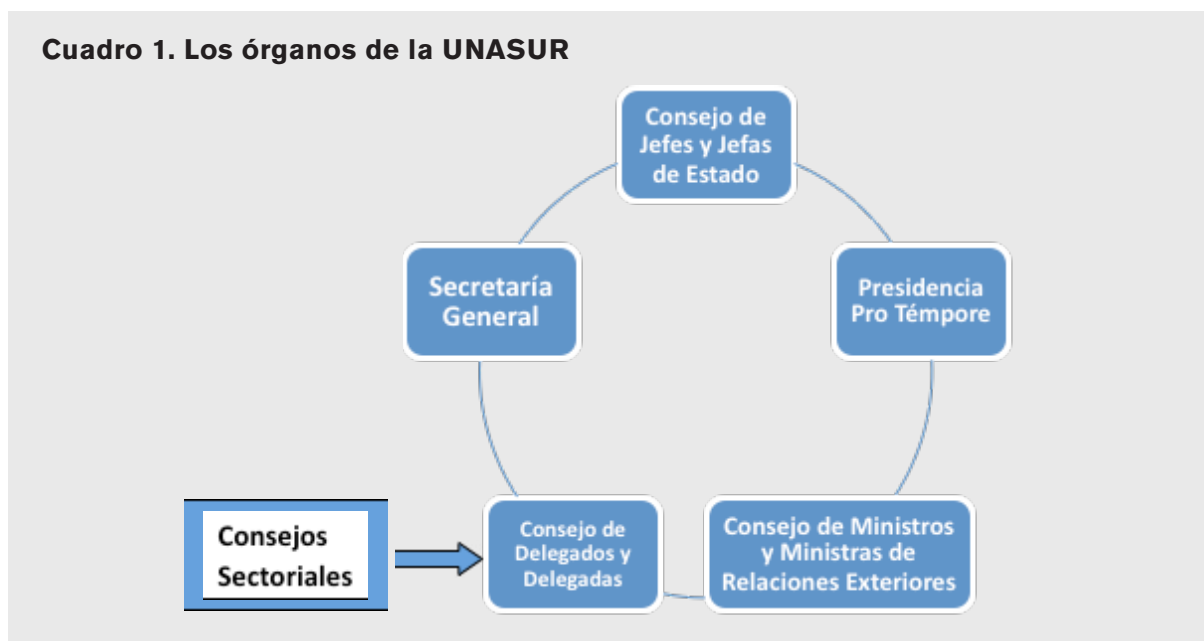 Cuadro 1. Los órganos de la UNASUR
Consejo de
Jefes y Jefas
de Estado
Secretaría
General
Presidencia
Pro Témpore
Consejos
Sectoriales
Consejo de
Delegados y
Delegadas
Consejo de Ministros
y Ministras de
Relaciones Exteriores